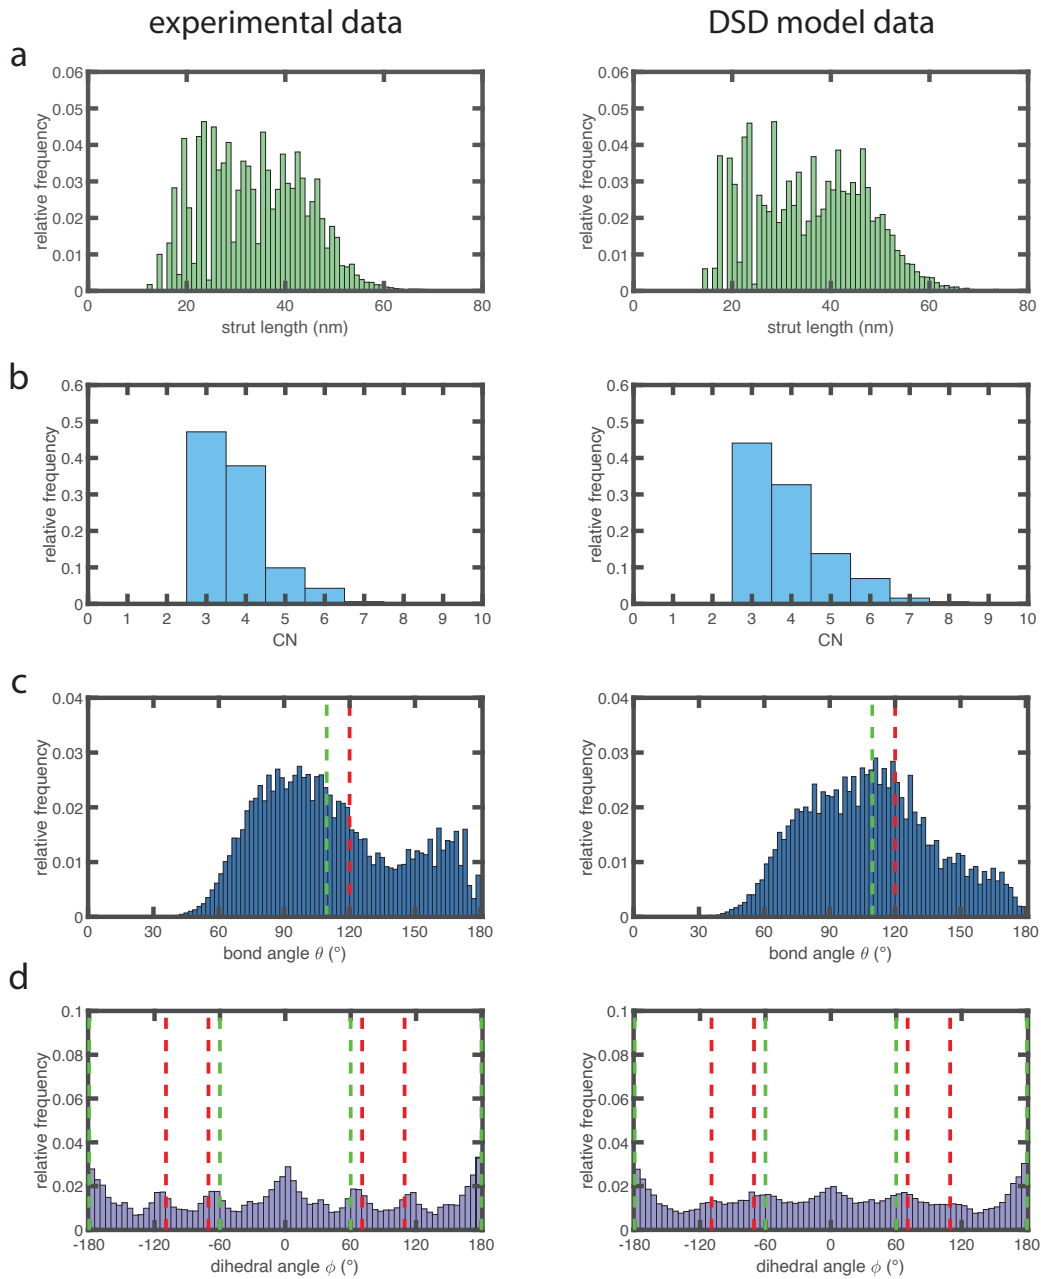 experimental data
DSD model data
a
0.06
0.05
0.04
0.03
0.02
0.01
0
relative frequency
0 20 40 60 80
strut length (nm)
0.06
0.05
0.04
0.03
0.02
0.01
0
relative frequency
0 20 40 60 80
strut length (nm)
b
0.6
0.5
0.4
0.3
0.2
0.1
0
relative frequency
0 1 2 3 4 5 6 7 8 9 10
CN
0.6
0.5
0.4
0.3
0.2
0.1
0
relative frequency
0 1 2 3 4 5 6 7 8 9 10
CN
c
0.04
0.03
0.02
0.01
0
relative frequency
0 30 60 90 120 150 180
bond angle θ (°)
0.04
0.03
0.02
0.01
0
relative frequency
0 30 60 90 120 150 180
bond angle θ (°)
d
0.1
0.08
0.06
0.04
0.02
0
relative frequency
-180 -120 -60 0 60 120 180
dihedral angle ϕ (°)
0.1
0.08
0.06
0.04
0.02
0
relative frequency
-180 -120 -60 0 60 120 180
dihedral angle ϕ (°)